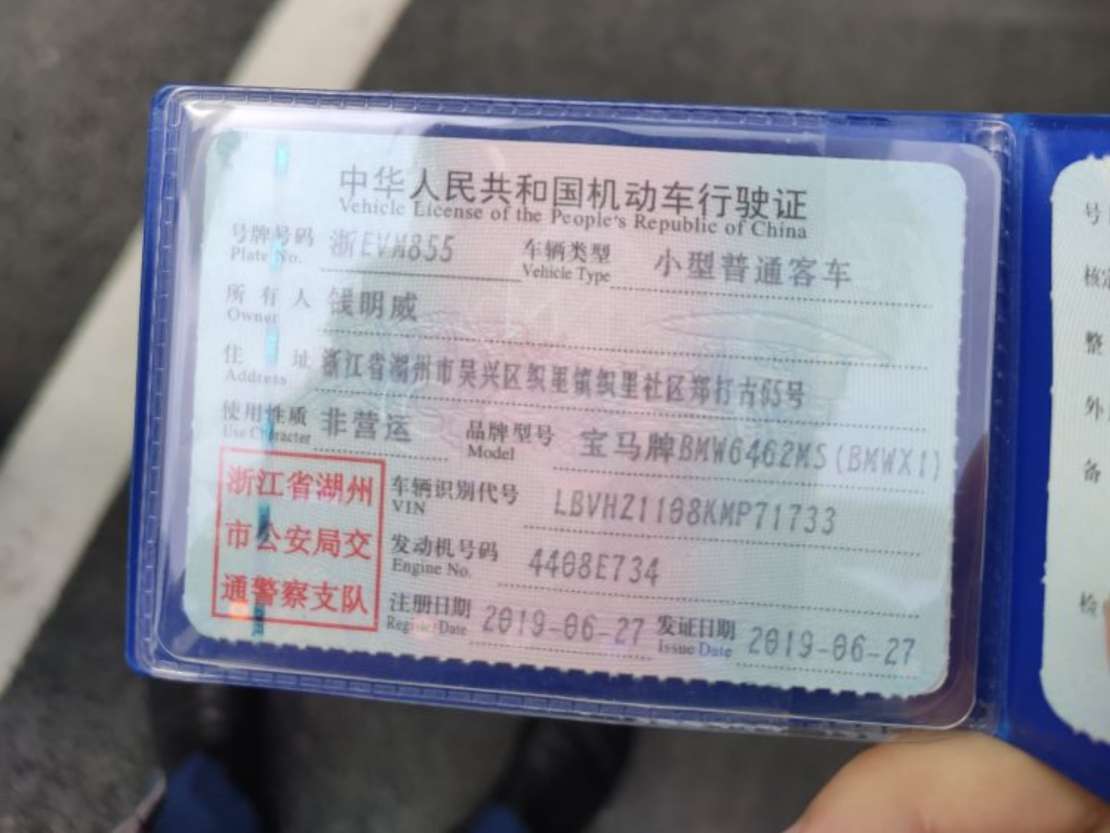 中华人民共和国机动车行驶证
Vehicle License of the People's Republic of China
号牌号码 浙EVM855 车辆类型 小型普通客车
Plate No. Vehicle Type
所有人 钱明威
Owner
住址 浙江省湖州市吴兴区织里镇织里社区郑打古65号
Address
使用性质 非营运 品牌型号 宝马牌BMW6462MS(BMWX1)
Use Character Model
浙江省湖州
市公安局交
通警察支队
车辆识别代号 LBVHZ1108KMP71733
VIN
发动机号码 4408E734
Engine No.
注册日期 2019-06-27 发证日期 2019-06-27
Register Date Issue Date
号
核定
整
外
备
检